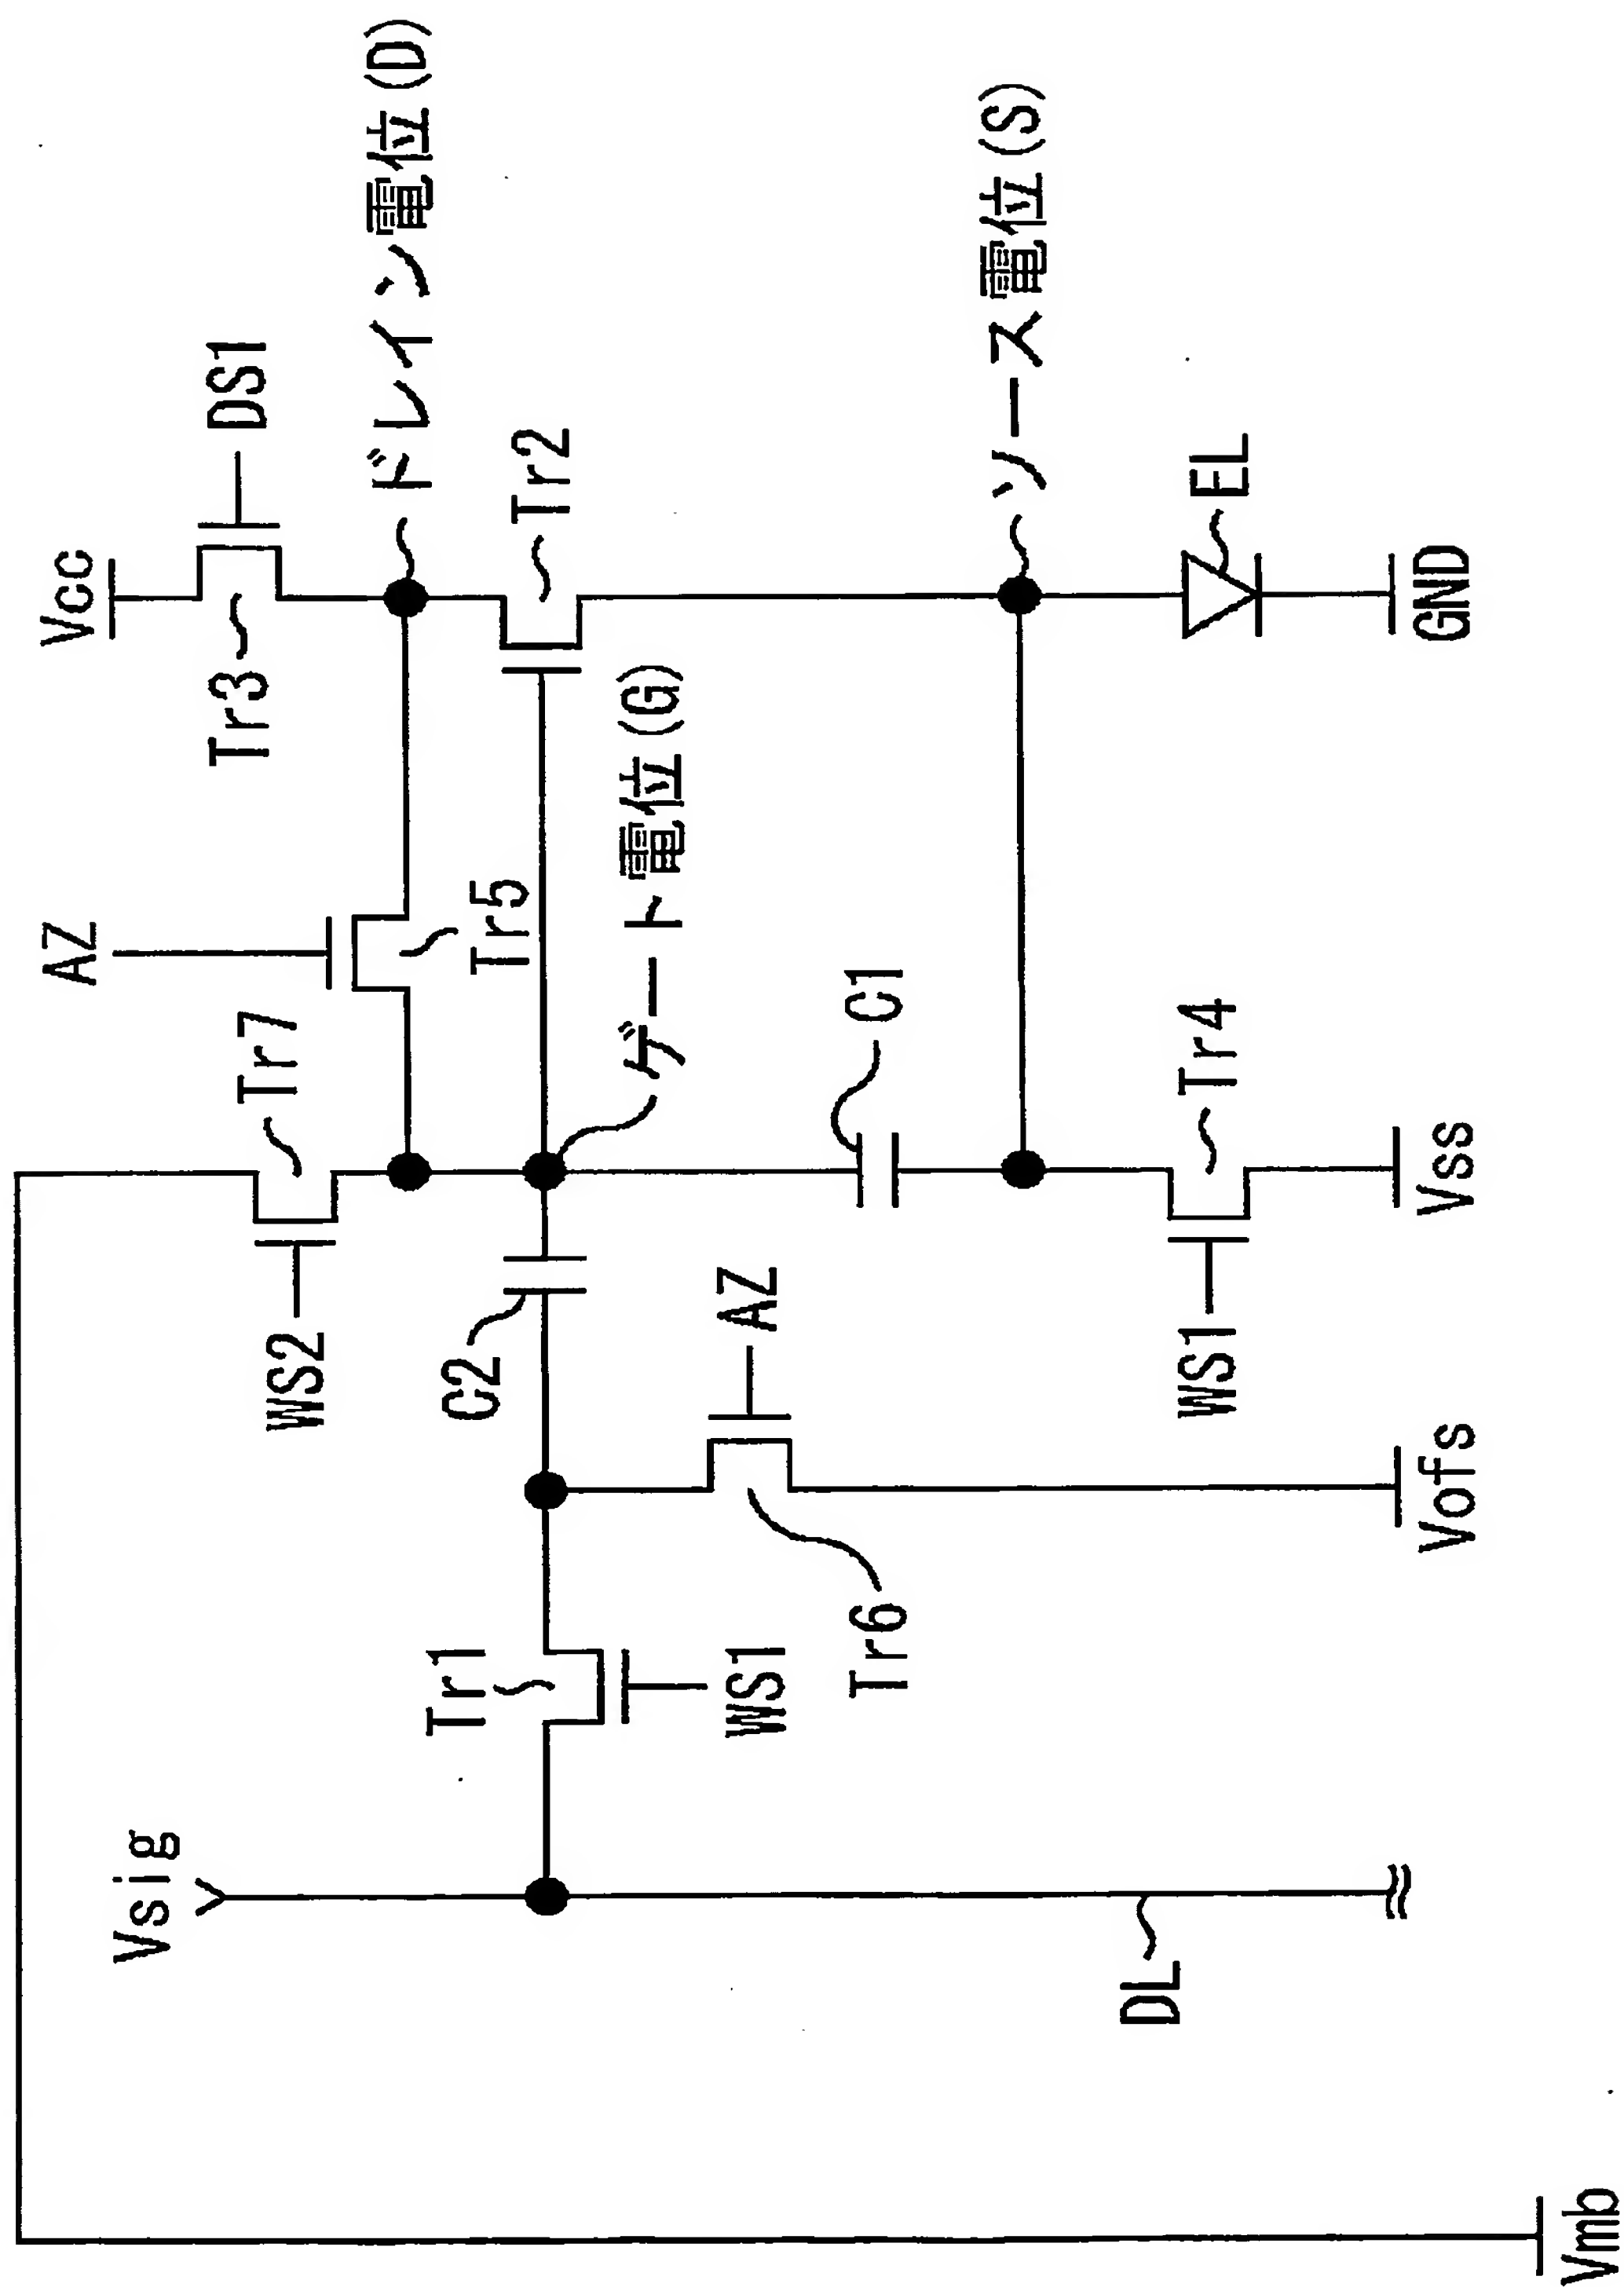 Vcc
DS1
Tr3
ドレイン電位(D)
AZ
Tr5
Tr2
Tr7
WS2
ゲート電位(G)
C2
C1
ソース電位(S)
EL
GND
Tr4
WS1
Vss
AZ
Tr6
Vofs
Tr1
WS1
Vsig
DL
Vmb